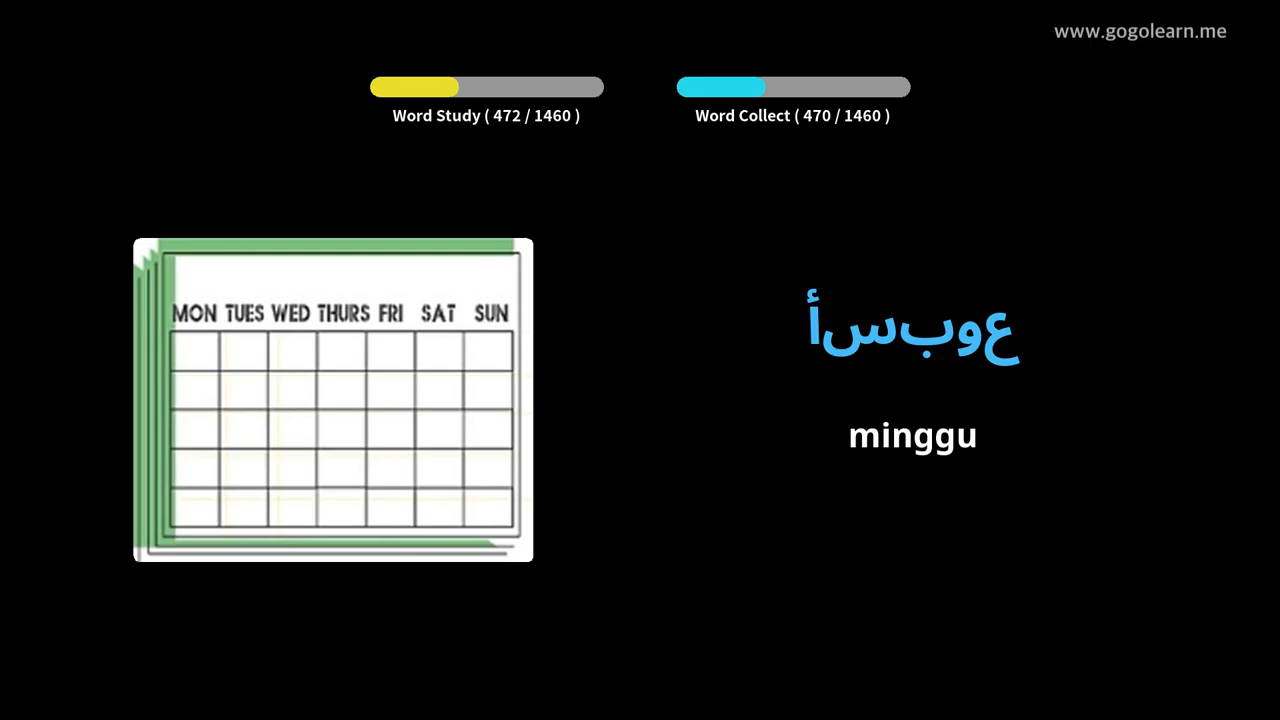 www.gogolearn.me
Word Study ( 472 / 1460 )
Word Collect ( 470 / 1460 )
MON TUES WED THURS FRI SAT SUN
أسبوع
minggu